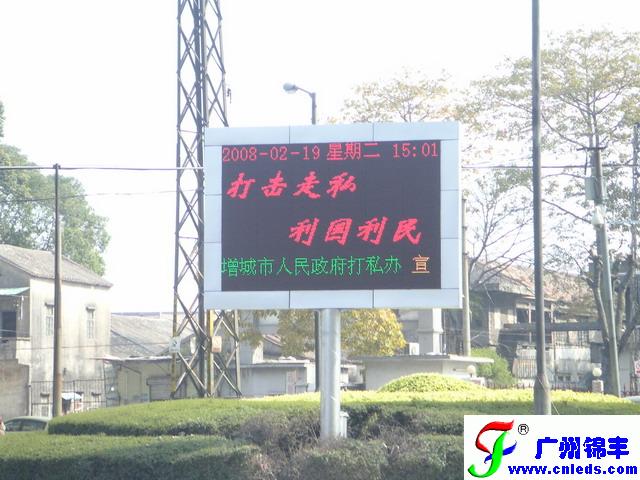 2008-02-19 星期二 15:01
打击走私
利国利民
增城市人民政府打私办 宣
JF® 广州锦丰
www.cnleds.com